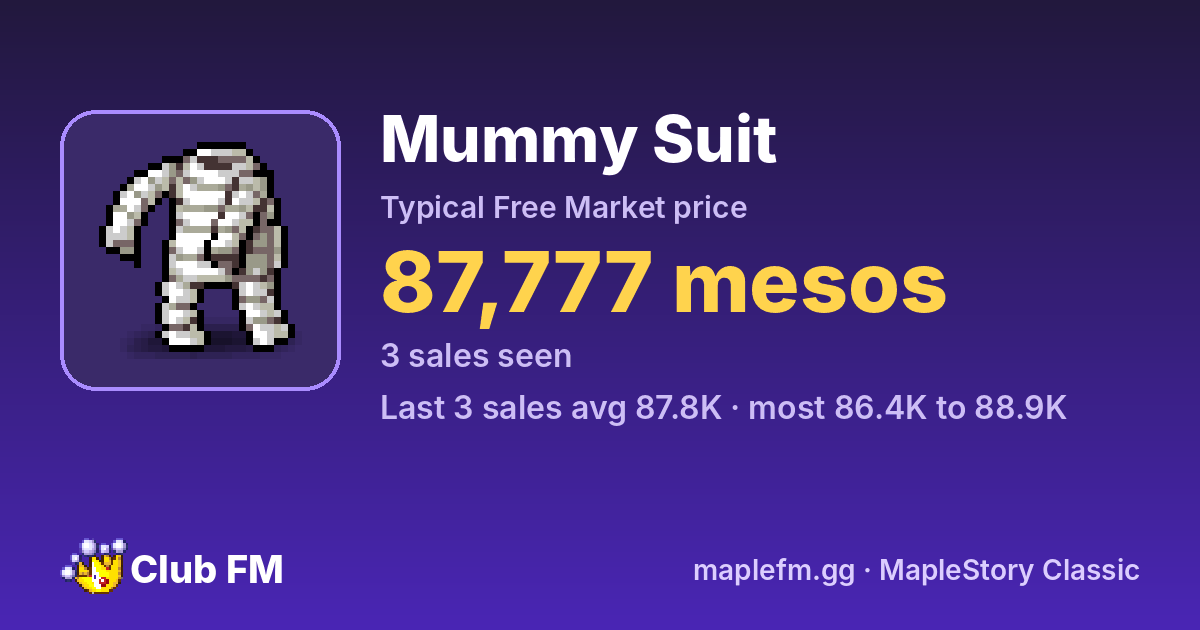 Mummy Suit
Typical Free Market price
87,777 mesos
3 sales seen
Last 3 sales avg 87.8K · most 86.4K to 88.9K
Club FM
maplefm.gg · MapleStory Classic